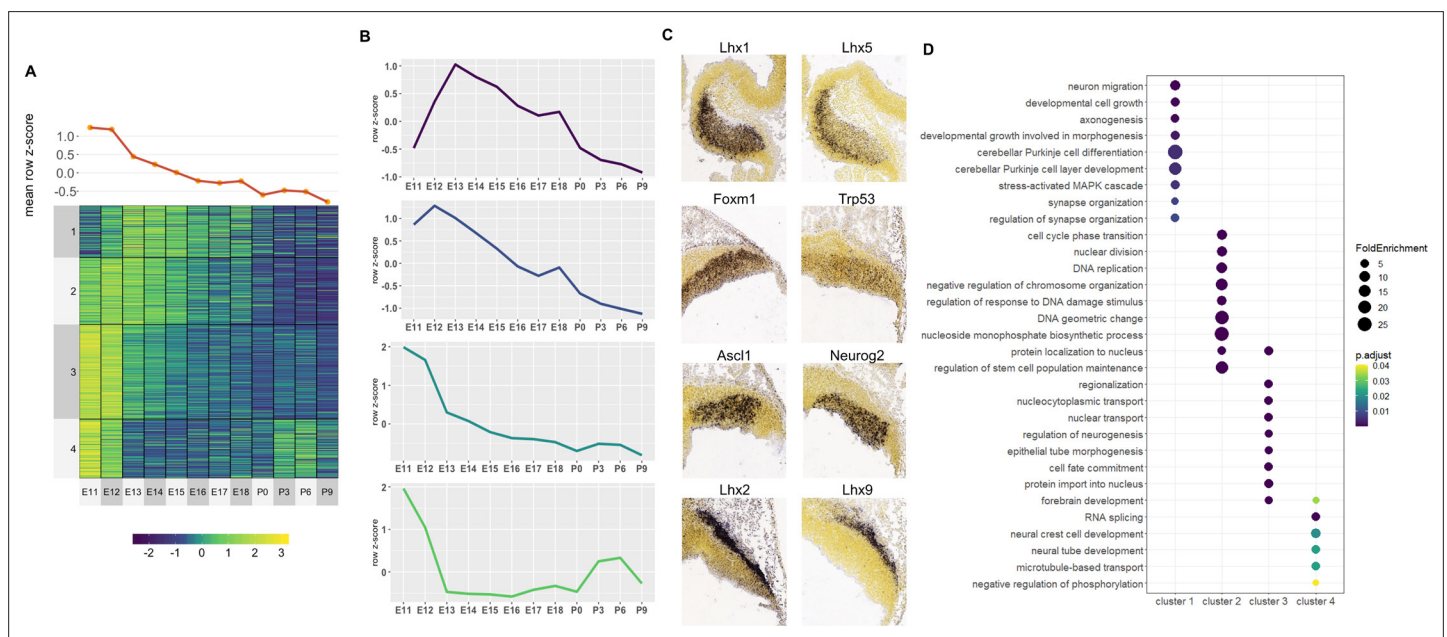 A
mean row z-score
1.0
0.5
0.0
-0.5
1
2
3
4
E11 E12 E13 E14 E15 E16 E17 E18 P0 P3 P6 P9
-2 -1 0 1 2 3
B
row z-score
1.0
0.5
0.0
-0.5
-1.0
E11 E12 E13 E14 E15 E16 E17 E18 P0 P3 P6 P9
row z-score
1.0
0.5
0.0
-0.5
-1.0
E11 E12 E13 E14 E15 E16 E17 E18 P0 P3 P6 P9
row z-score
2
1
0
E11 E12 E13 E14 E15 E16 E17 E18 P0 P3 P6 P9
row z-score
2
1
0
E11 E12 E13 E14 E15 E16 E17 E18 P0 P3 P6 P9
C
Lhx1 Lhx5
Foxm1 Trp53
Ascl1 Neurog2
Lhx2 Lhx9
D
neuron migration
developmental cell growth
axonogenesis
developmental growth involved in morphogenesis
cerebellar Purkinje cell differentiation
cerebellar Purkinje cell layer development
stress-activated MAPK cascade
synapse organization
regulation of synapse organization
cell cycle phase transition
nuclear division
DNA replication
negative regulation of chromosome organization
regulation of response to DNA damage stimulus
DNA geometric change
nucleoside monophosphate biosynthetic process
protein localization to nucleus
regulation of stem cell population maintenance
regionalization
nucleocytoplasmic transport
nuclear transport
regulation of neurogenesis
epithelial tube morphogenesis
cell fate commitment
protein import into nucleus
forebrain development
RNA splicing
neural crest cell development
neural tube development
microtubule-based transport
negative regulation of phosphorylation
cluster 1 cluster 2 cluster 3 cluster 4
FoldEnrichment
5
10
15
20
25
p.adjust
0.04
0.03
0.02
0.01